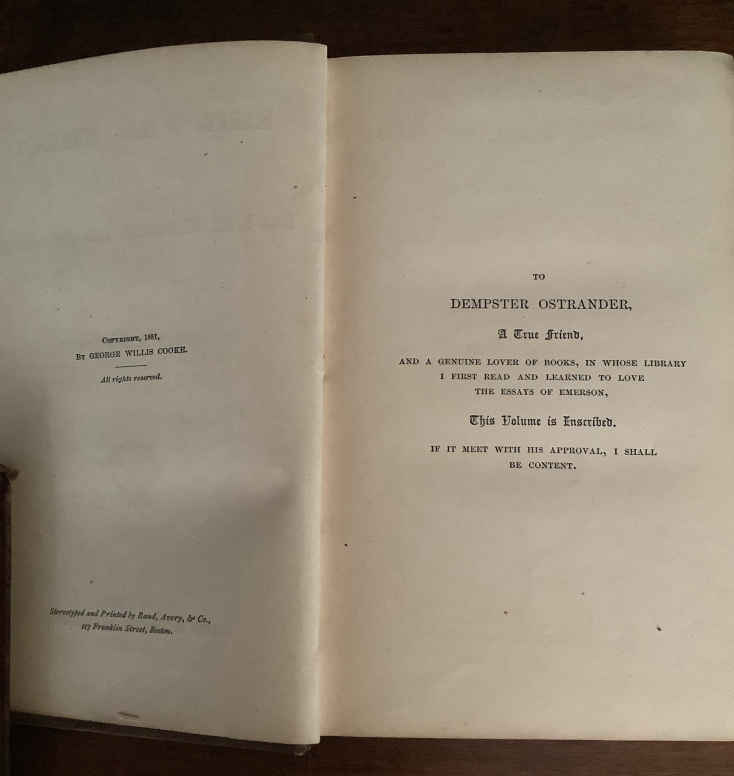 COPYRIGHT, 1881,
BY GEORGE WILLIS COOKE.
All rights reserved.
Stereotyped and Printed by Rand, Avery, & Co.,
117 Franklin Street, Boston.
TO
DEMPSTER OSTRANDER,
A True Friend,
AND A GENUINE LOVER OF BOOKS, IN WHOSE LIBRARY
I FIRST READ AND LEARNED TO LOVE
THE ESSAYS OF EMERSON,
This Volume is Inscribed.
IF IT MEET WITH HIS APPROVAL, I SHALL
BE CONTENT.